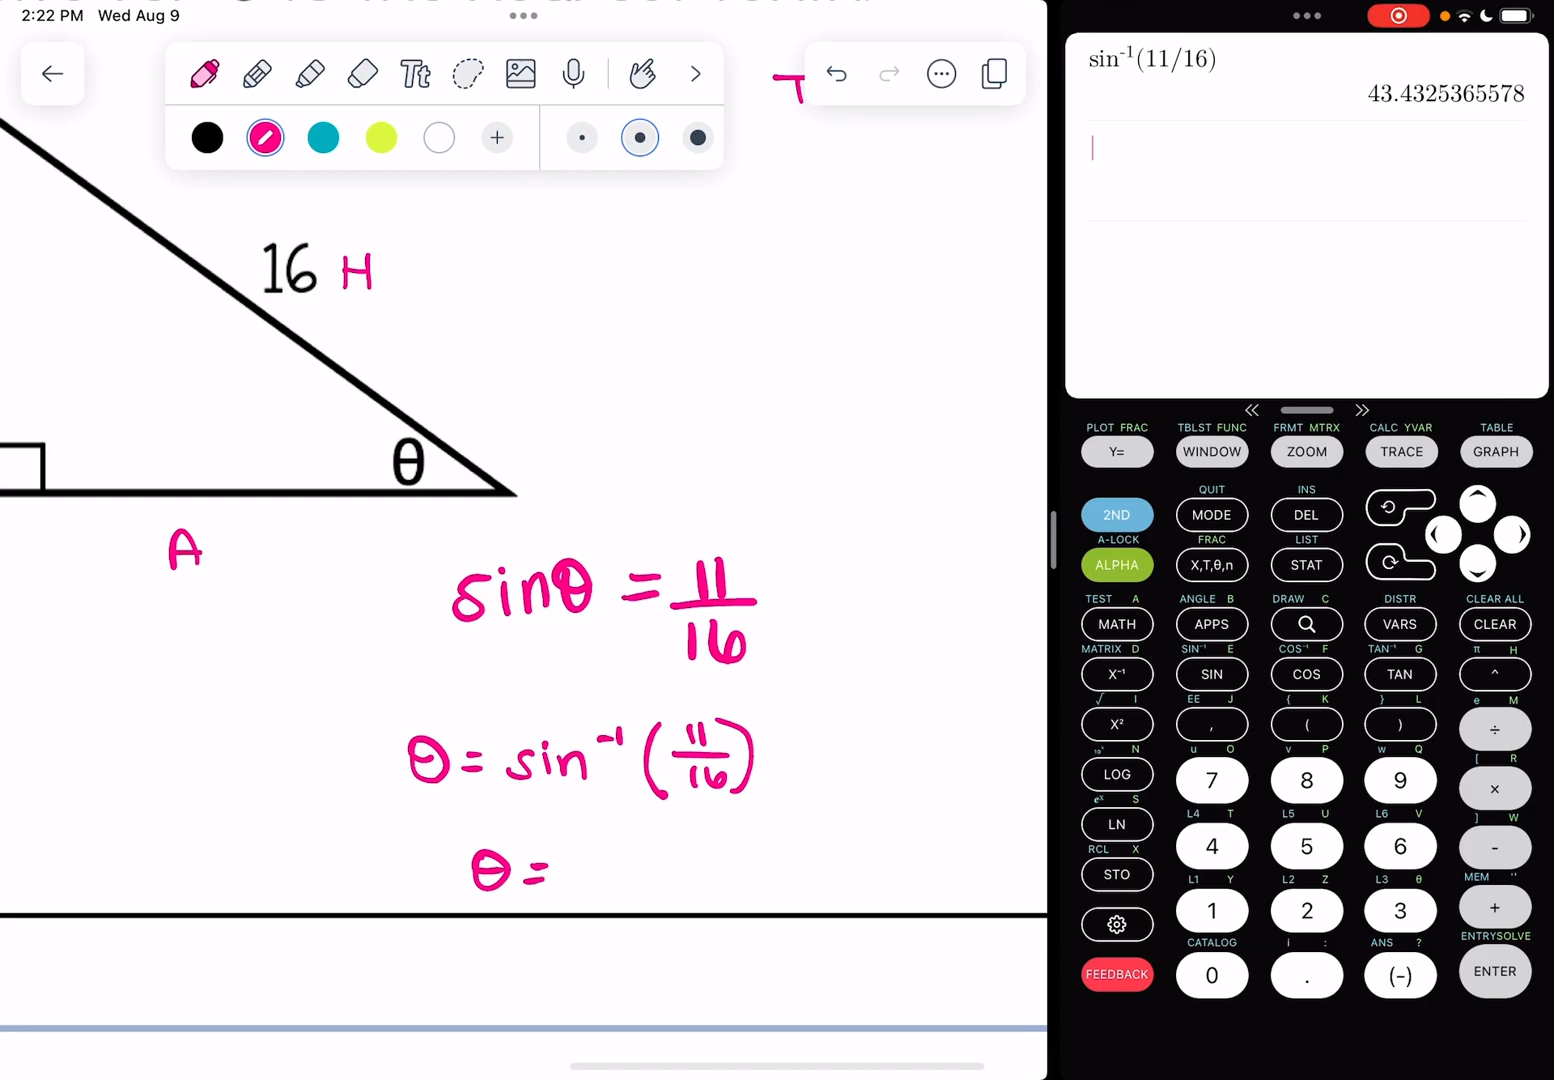 2:22 PM Wed Aug 9
Tt
16 H
θ
A
sinθ = 11/16
θ = sin⁻¹ (11/16)
θ =
sin⁻¹(11/16)
43.4325365578
PLOT FRAC TBLST FUNC FRMT MTRX CALC YVAR TABLE
Y= WINDOW ZOOM TRACE GRAPH
QUIT INS
2ND MODE DEL
A-LOCK FRAC LIST
ALPHA X,T,θ,n STAT
TEST A ANGLE B DRAW C DISTR CLEAR ALL
MATH APPS VARS CLEAR
MATRIX D SIN⁻¹ E COS⁻¹ F TAN⁻¹ G π H
X⁻¹ SIN COS TAN ^
√ I EE J { K } L e M
X² , ( ) ÷
10ˣ N u O v P w Q [ R
LOG 7 8 9 ×
eˣ S L4 T L5 U L6 V ] W
LN 4 5 6 -
RCL X L1 Y L2 Z L3 θ MEM "
STO 1 2 3 +
CATALOG i : ANS ? ENTRY SOLVE
FEEDBACK 0 . (-) ENTER